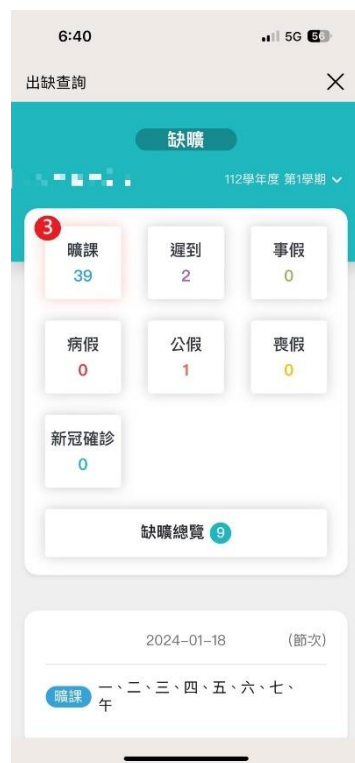 6:40
5G 56
出缺查詢
缺曠
112學年度 第1學期
3
曠課
39
遲到
2
事假
0
病假
0
公假
1
喪假
0
新冠確診
0
缺曠總覽 9
2024-01-18
(節次)
曠課
一、二、三、四、五、六、七、
午